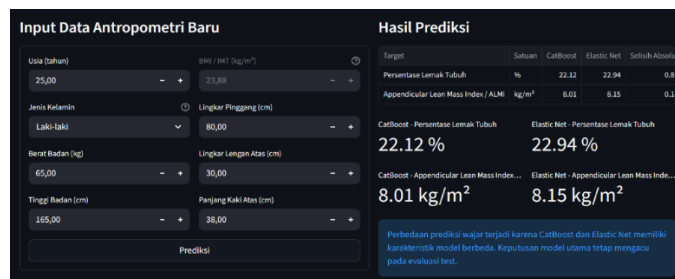 Input Data Antropometri Baru
Usia (tahun)
25,00
- +
BMI / IMT (kg/m²)
23,88
- +
Jenis Kelamin
Laki-laki
Lingkar Pinggang (cm)
80,00
- +
Berat Badan (kg)
65,00
- +
Lingkar Lengan Atas (cm)
30,00
- +
Tinggi Badan (cm)
165,00
- +
Panjang Kaki Atas (cm)
38,00
- +
Prediksi
Hasil Prediksi
Target Satuan CatBoost Elastic Net Selisih Absolu
Persentase Lemak Tubuh % 22.12 22.94 0.8
Appendicular Lean Mass Index / ALMI kg/m² 8.01 8.15 0.1
CatBoost - Persentase Lemak Tubuh
22.12 %
Elastic Net - Persentase Lemak Tubuh
22.94 %
CatBoost - Appendicular Lean Mass Index...
8.01 kg/m²
Elastic Net - Appendicular Lean Mass Inde...
8.15 kg/m²
Perbedaan prediksi wajar terjadi karena CatBoost dan Elastic Net memiliki
karakteristik model berbeda. Keputusan model utama tetap mengacu
pada evaluasi test.